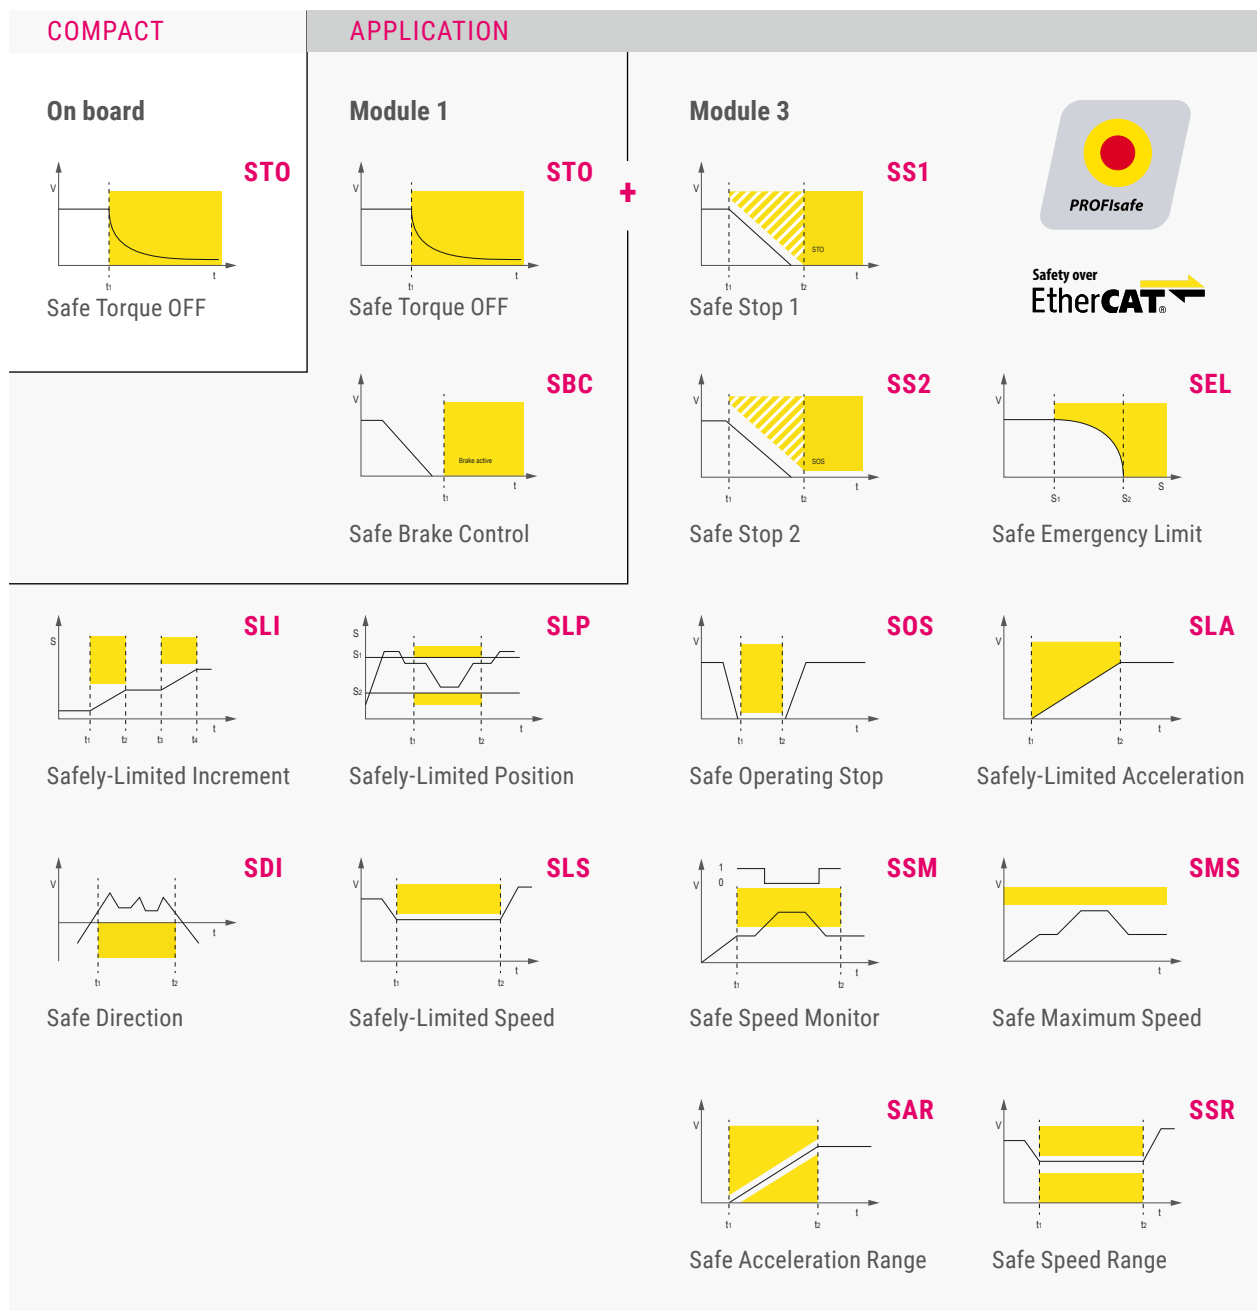 COMPACT
APPLICATION
On board
Module 1
Module 3
STO
V
t
t1
Safe Torque OFF
STO
V
t
t1
Safe Torque OFF
+
SS1
V
STO
t
t1
t2
Safe Stop 1
PROFIsafe
Safety over
EtherCAT®
SBC
V
Brake active
t
t1
Safe Brake Control
SS2
V
SOS
t
t1
t2
Safe Stop 2
SEL
V
S
S1
S2
Safe Emergency Limit
SLI
S
t
t1
t2
t3
t4
Safely-Limited Increment
SLP
S
S1
S2
t
t1
t2
Safely-Limited Position
SOS
V
t
t1
t2
Safe Operating Stop
SLA
V
t
t1
t2
Safely-Limited Acceleration
SDI
V
t
t1
t2
Safe Direction
SLS
V
t
t1
t2
Safely-Limited Speed
SSM
1
0
V
t
t1
t2
Safe Speed Monitor
SMS
V
t
Safe Maximum Speed
SAR
V
t
t1
t2
Safe Acceleration Range
SSR
V
t
t1
t2
Safe Speed Range